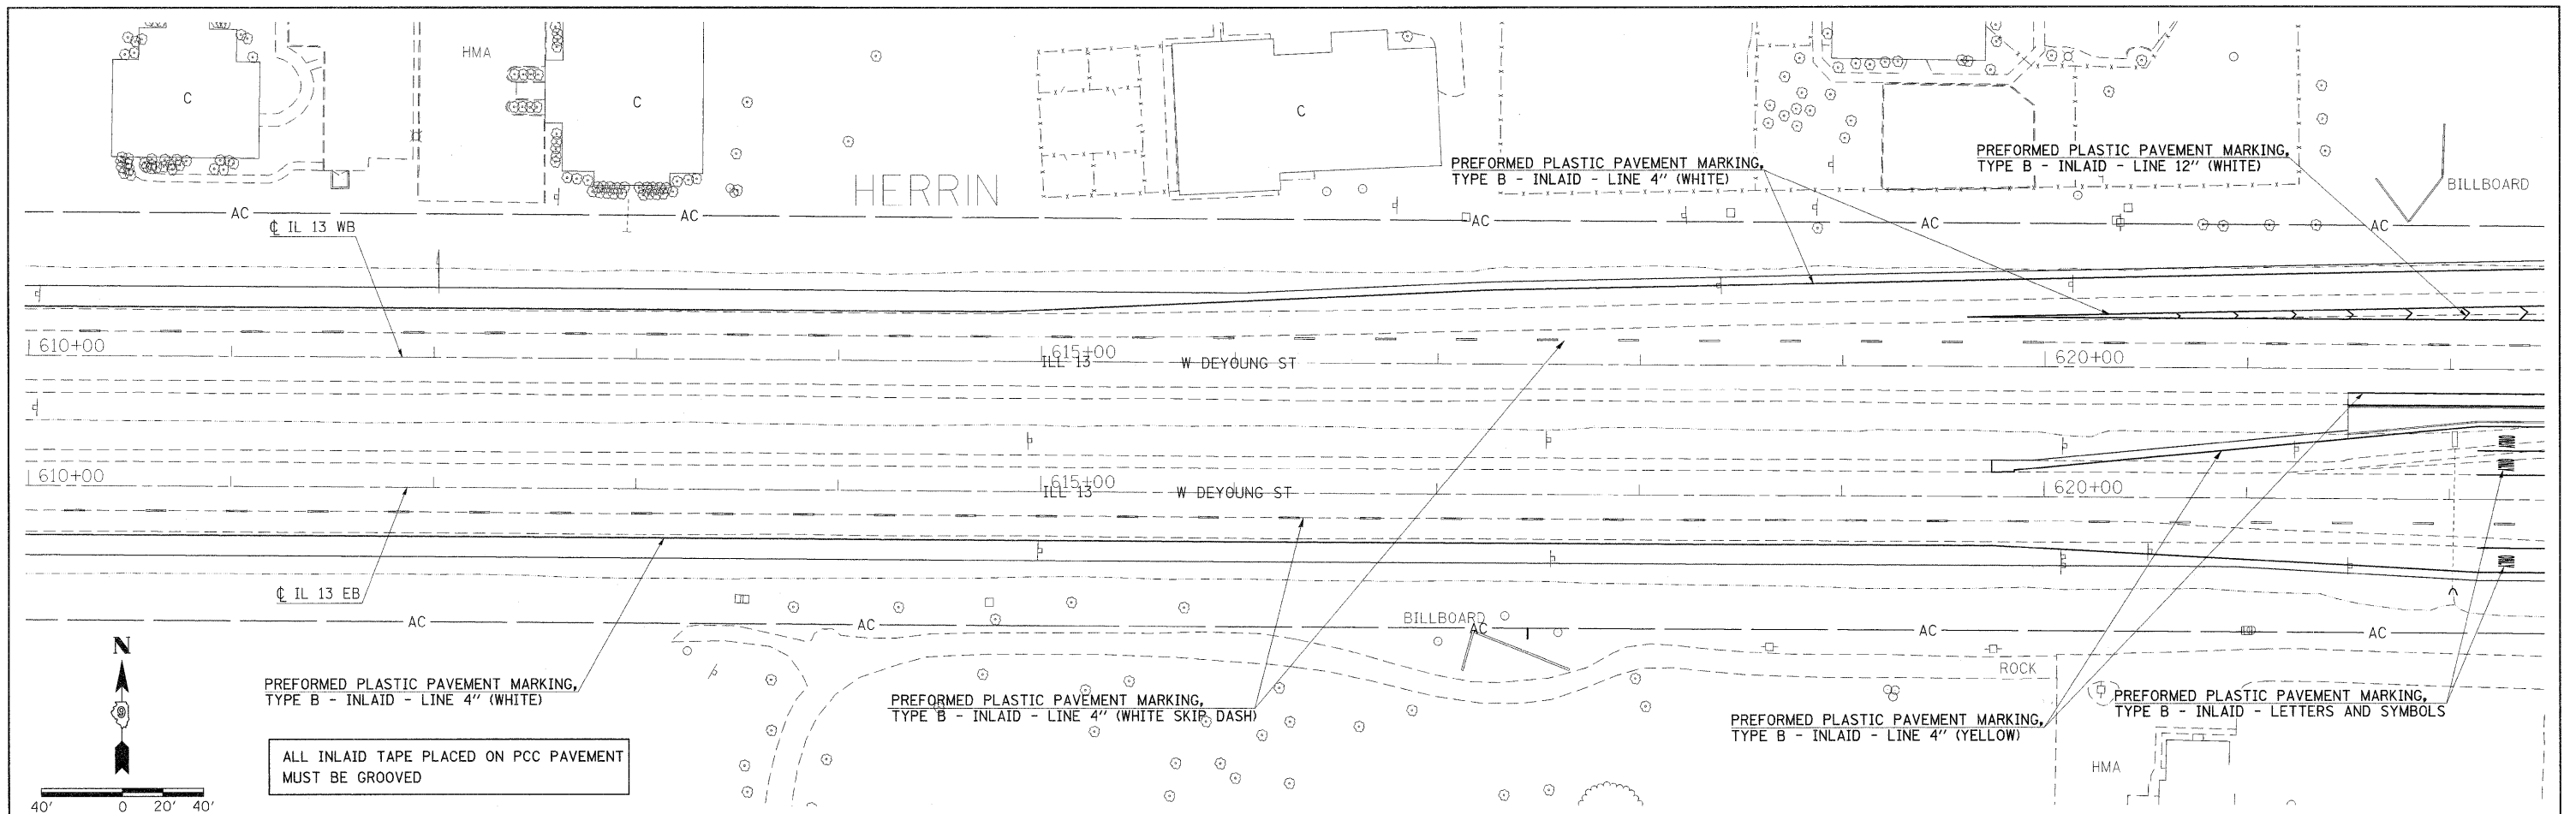 HMA
C
C
C
HERRIN
PREFORMED PLASTIC PAVEMENT MARKING,
TYPE B - INLAID - LINE 4" (WHITE)
PREFORMED PLASTIC PAVEMENT MARKING,
TYPE B - INLAID - LINE 12" (WHITE)
BILLBOARD
AC
AC
AC
AC
AC
℄ IL 13 WB
610+00
615+00
620+00
ILL 13
W DEYOUNG ST
610+00
615+00
620+00
ILL 13
W DEYOUNG ST
℄ IL 13 EB
AC
AC
BILLBOARD
AC
AC
AC
ROCK
N
PREFORMED PLASTIC PAVEMENT MARKING,
TYPE B - INLAID - LINE 4" (WHITE)
PREFORMED PLASTIC PAVEMENT MARKING,
TYPE B - INLAID - LINE 4" (WHITE SKIP DASH)
PREFORMED PLASTIC PAVEMENT MARKING,
TYPE B - INLAID - LINE 4" (YELLOW)
PREFORMED PLASTIC PAVEMENT MARKING,
TYPE B - INLAID - LETTERS AND SYMBOLS
ALL INLAID TAPE PLACED ON PCC PAVEMENT
MUST BE GROOVED
HMA
40' 0 20' 40'